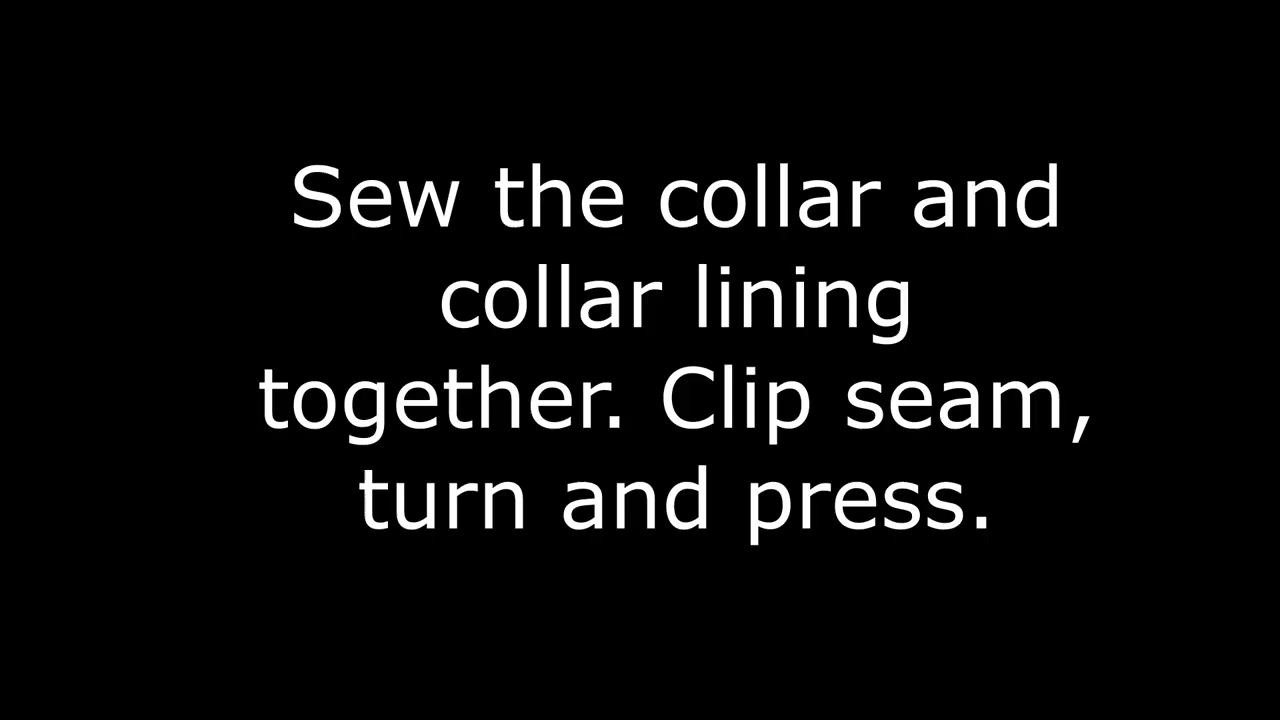 Sew the collar and
collar lining
together. Clip seam,
turn and press.